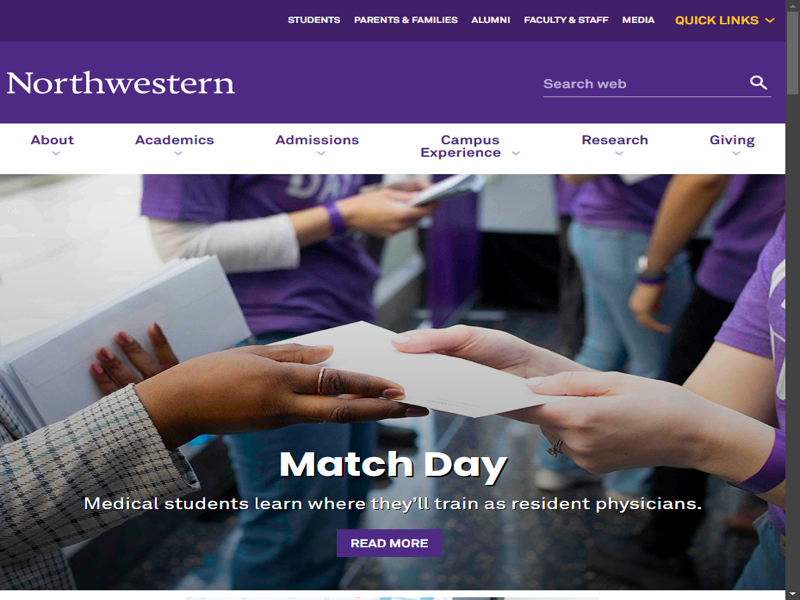 STUDENTS PARENTS & FAMILIES ALUMNI FACULTY & STAFF MEDIA QUICK LINKS
Northwestern
Search web
About Academics Admissions Campus Experience Research Giving
Match Day
Medical students learn where they'll train as resident physicians.
READ MORE